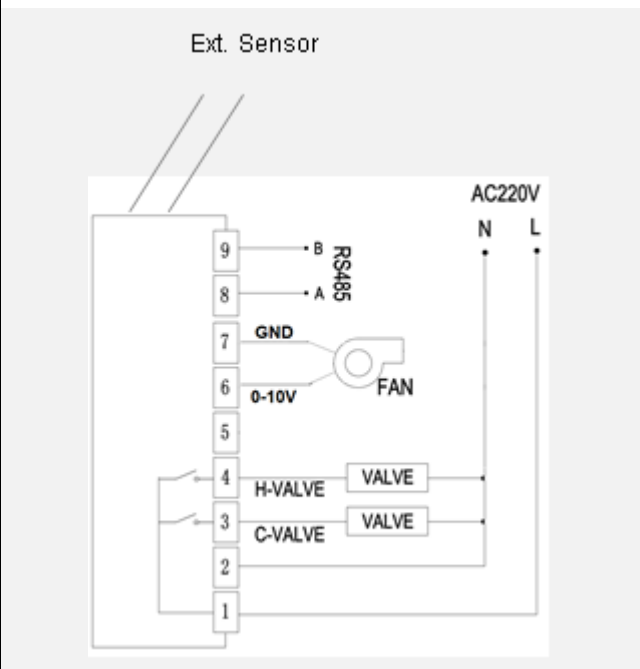 Ext. Sensor
AC220V
N L
9 B
RS485
8 A
7 GND
6 0-10V
FAN
5
4 H-VALVE VALVE
3 C-VALVE VALVE
2
1